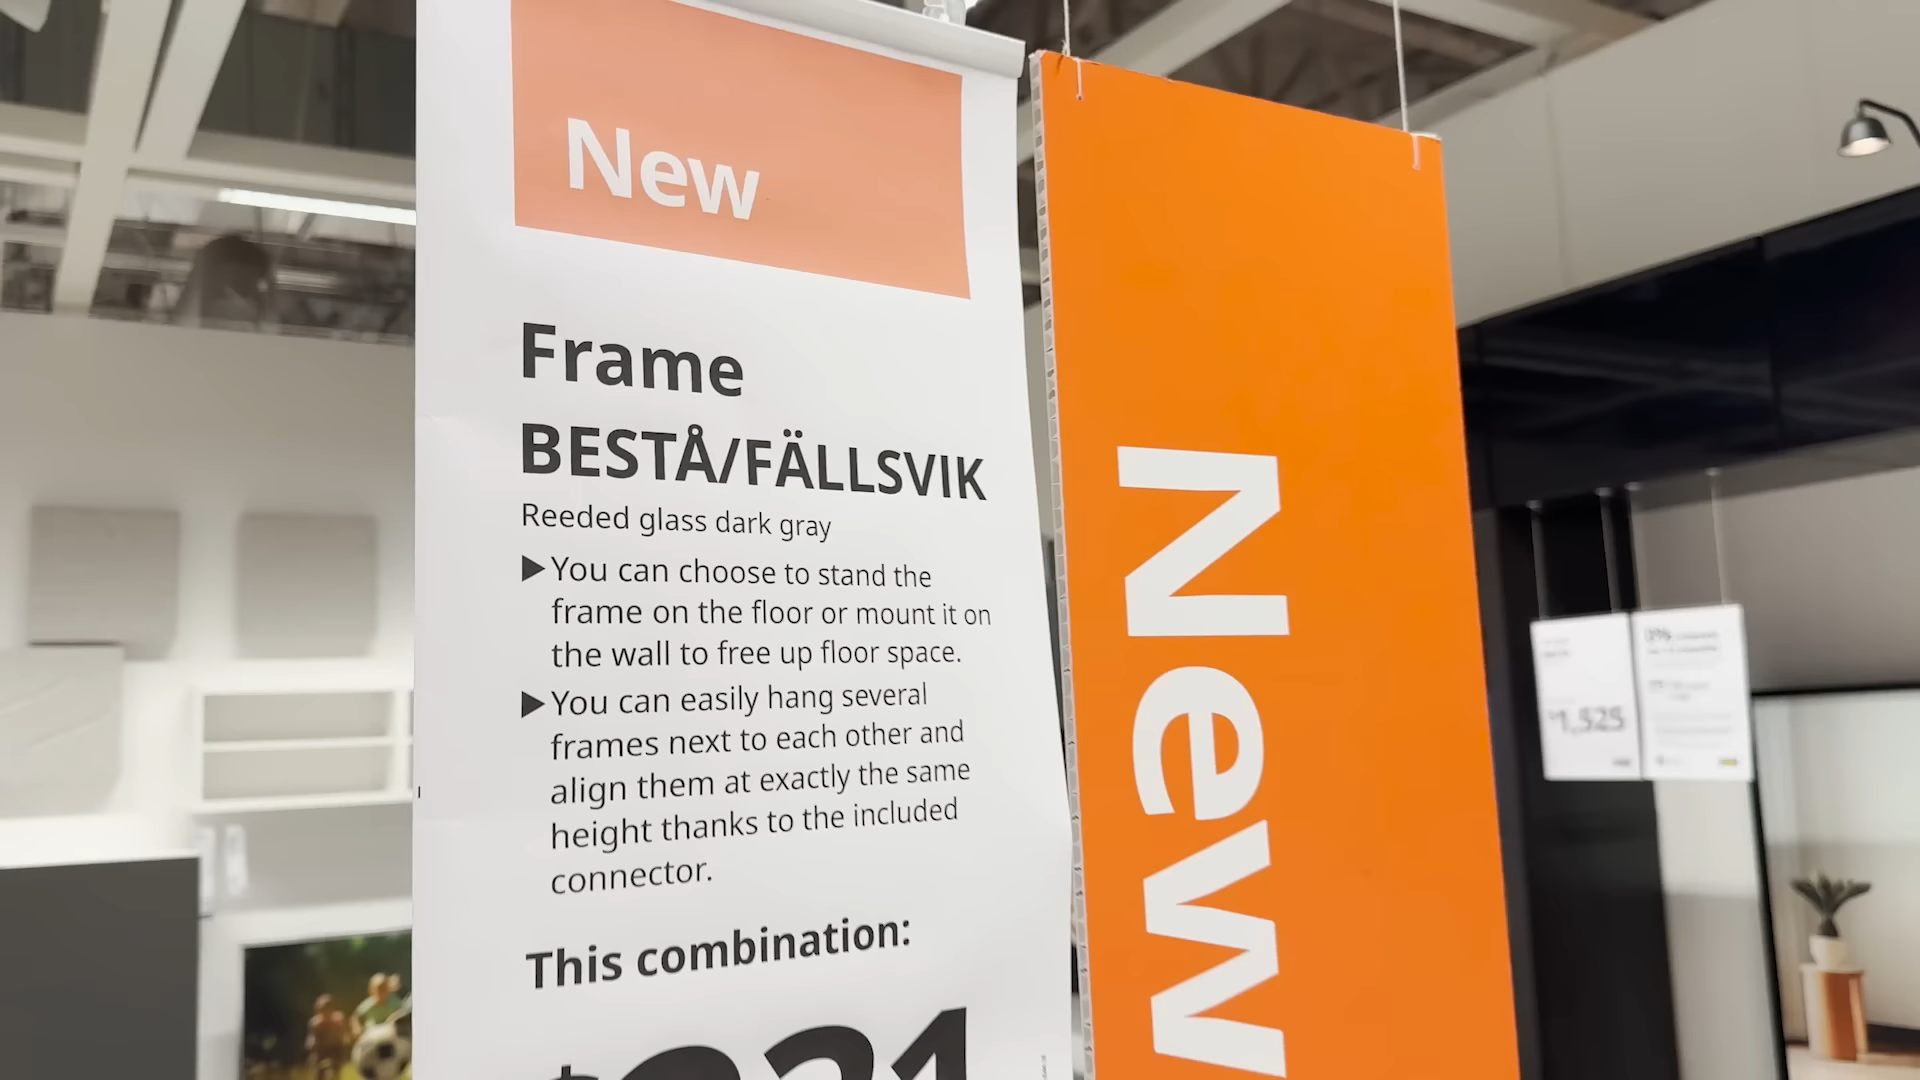 New
Frame
BESTÅ/FÄLLSVIK
Reeded glass dark gray
▶You can choose to stand the
frame on the floor or mount it on
the wall to free up floor space.
▶You can easily hang several
frames next to each other and
align them at exactly the same
height thanks to the included
connector.
This combination:
New
$1,525